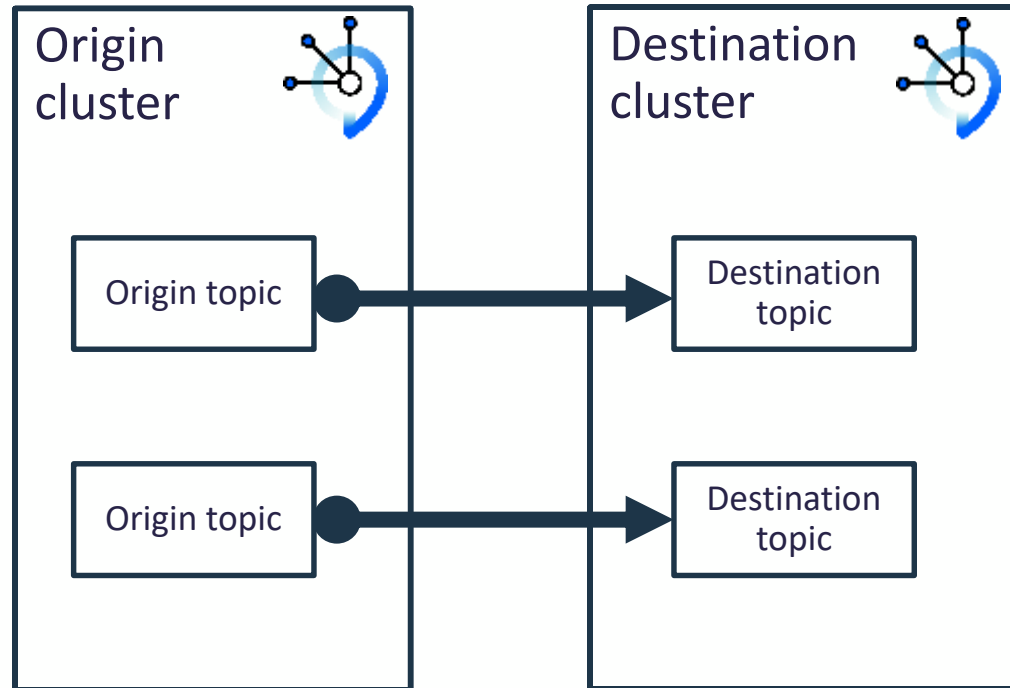 Origin
cluster
Destination
cluster
Origin topic
Destination
topic
Origin topic
Destination
topic